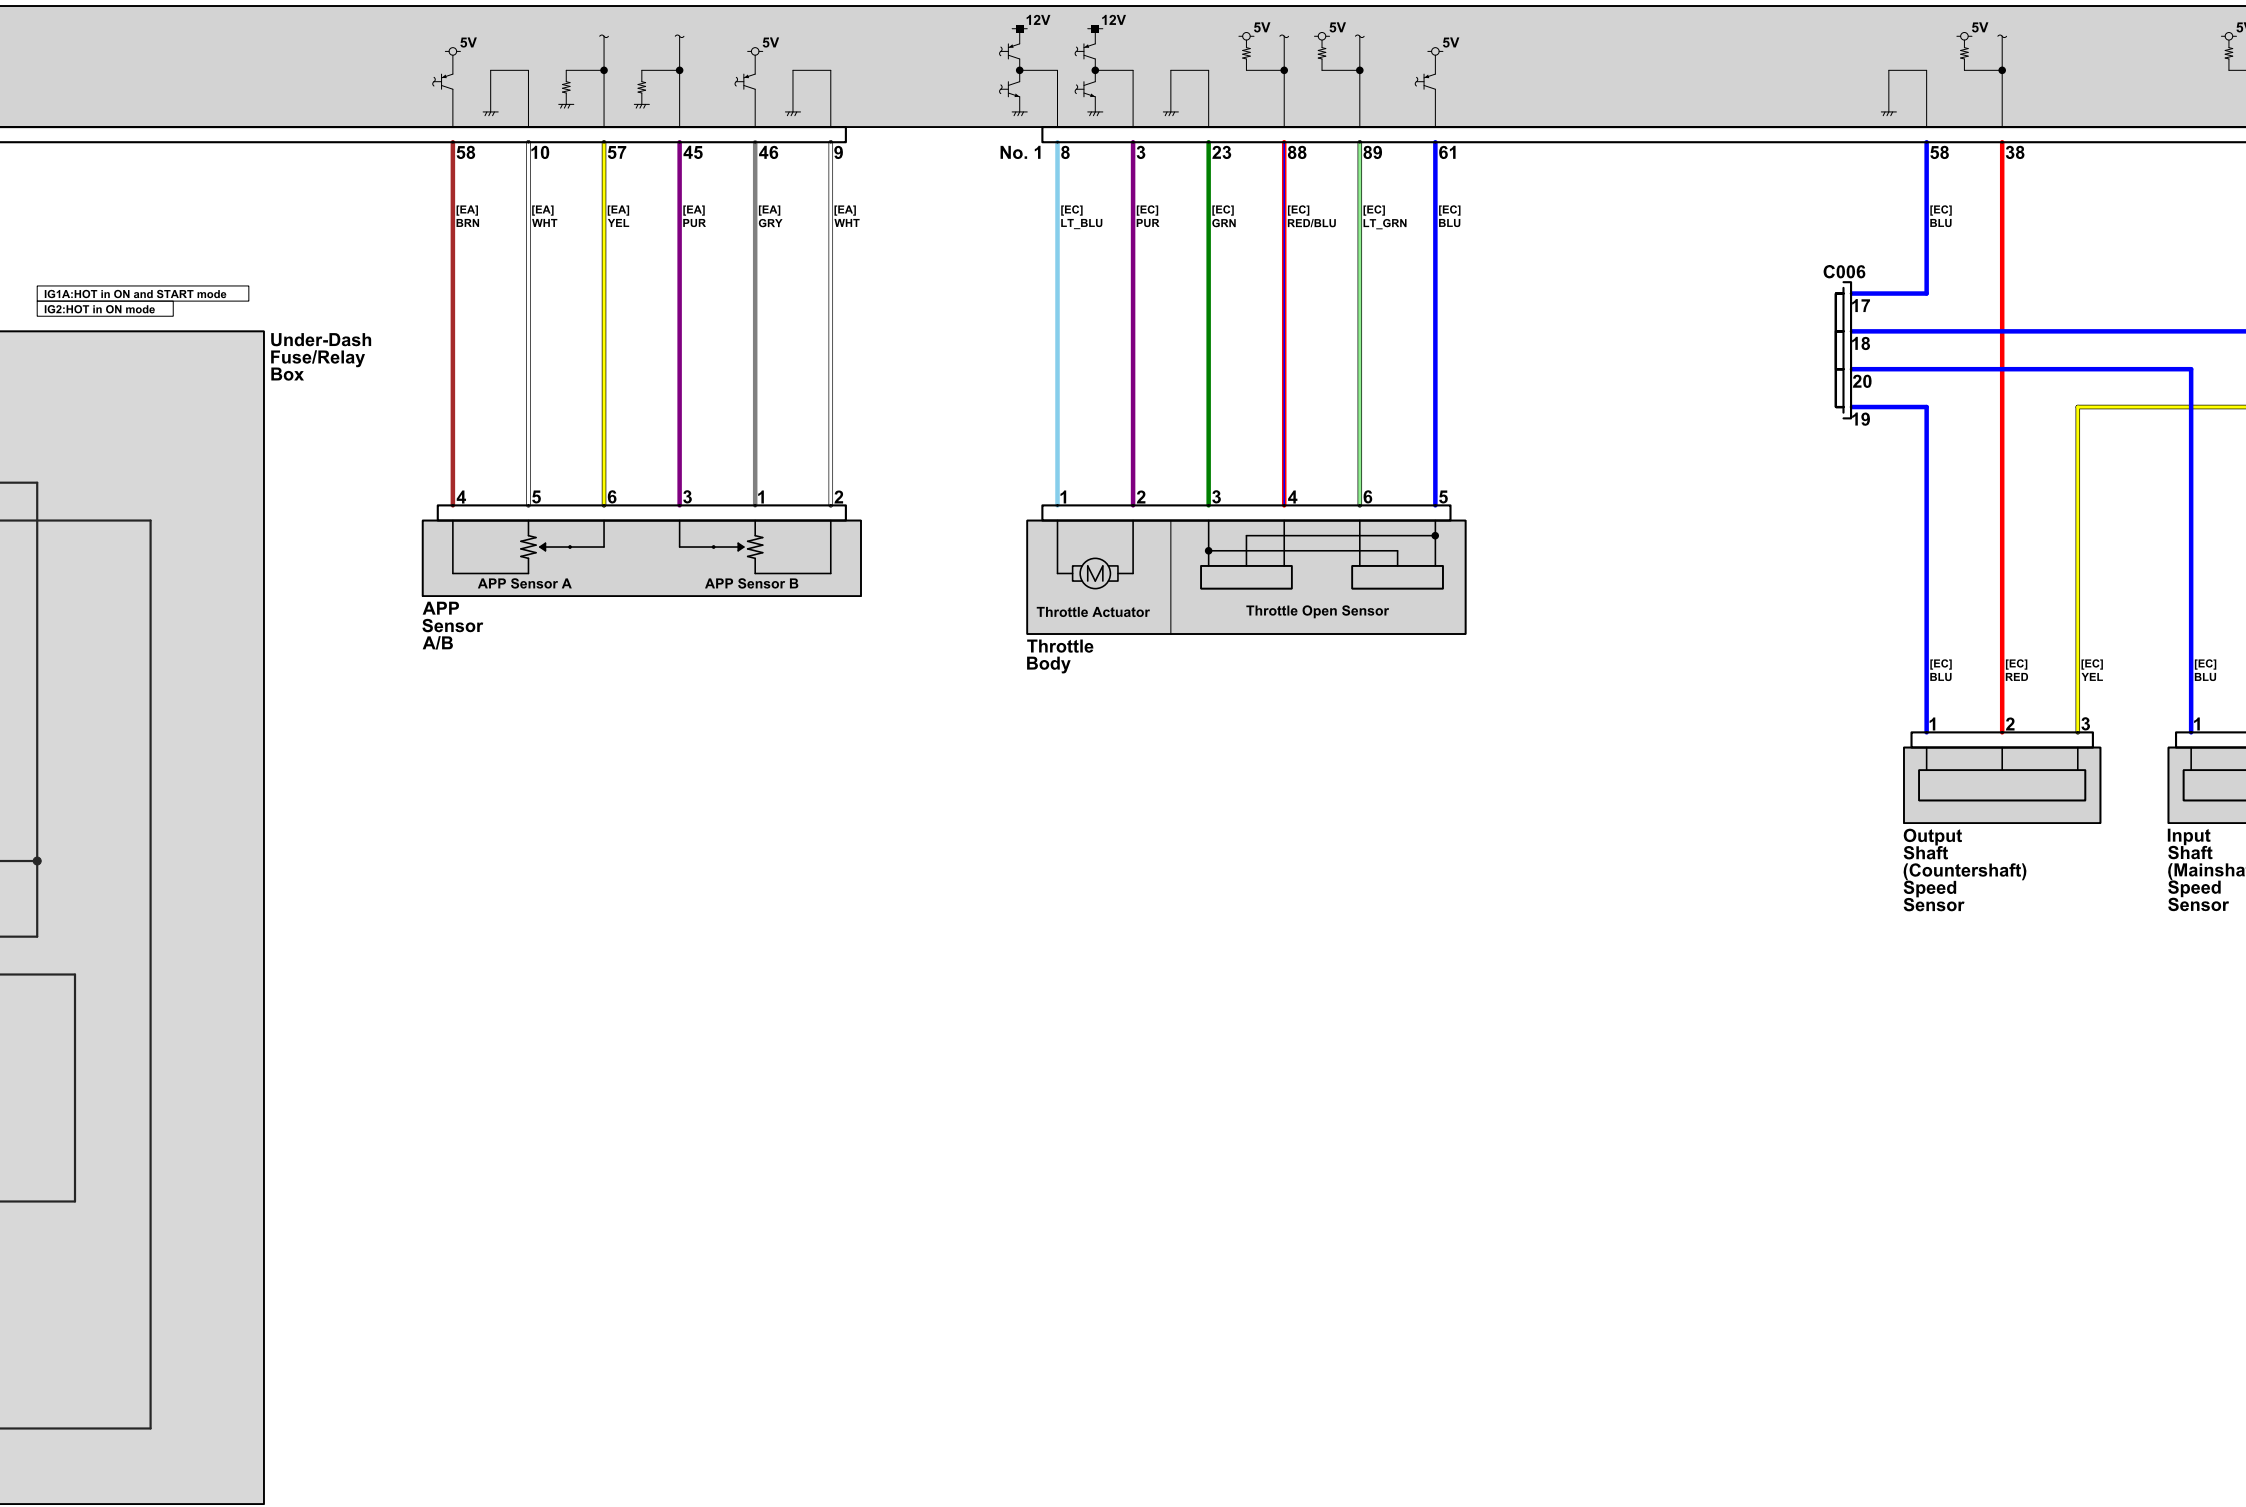 12V
12V
5V
5V
5V
5V
5V
5V
5V
58
10
57
45
46
9
No. 1
8
3
23
88
89
61
58
38
[EA]
BRN
[EA]
WHT
[EA]
YEL
[EA]
PUR
[EA]
GRY
[EA]
WHT
[EC]
LT_BLU
[EC]
PUR
[EC]
GRN
[EC]
RED/BLU
[EC]
LT_GRN
[EC]
BLU
[EC]
BLU
C006
17
18
20
19
IG1A:HOT in ON and START mode
IG2:HOT in ON mode
Under-Dash
Fuse/Relay
Box
4
5
6
3
1
2
1
2
3
4
6
5
APP Sensor A
APP Sensor B
APP
Sensor
A/B
M
Throttle Actuator
Throttle Open Sensor
Throttle
Body
[EC]
BLU
[EC]
RED
[EC]
YEL
[EC]
BLU
1
2
3
1
Output
Shaft
(Countershaft)
Speed
Sensor
Input
Shaft
(Mainsha
Speed
Sensor